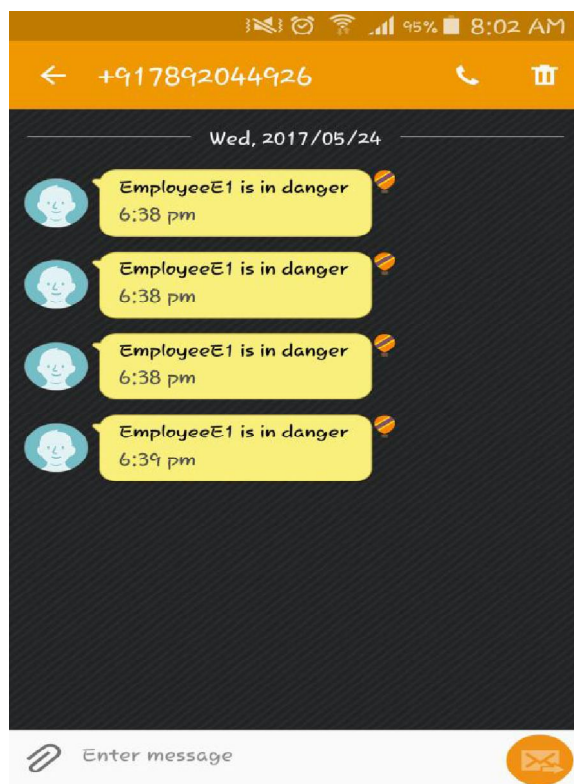 95% 8:02 AM
+917892044926
Wed, 2017/05/24
EmployeeE1 is in danger
6:38 pm
EmployeeE1 is in danger
6:38 pm
EmployeeE1 is in danger
6:38 pm
EmployeeE1 is in danger
6:39 pm
Enter message